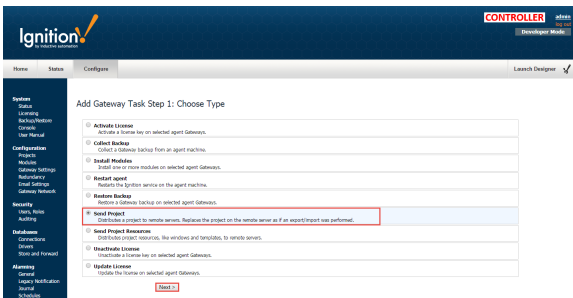 CONTROLLER
admin
log out
Developer Mode
Ignition!
by inductive automation
Home Status Configure
Launch Designer
System
Status
Licensing
Backup/Restore
Console
User Manual
Configuration
Projects
Modules
Gateway Settings
Redundancy
Email Settings
Gateway Network
Security
Users, Roles
Auditing
Databases
Connections
Drivers
Store and Forward
Alarming
General
Legacy Notification
Journal
Schedules
Add Gateway Task Step 1: Choose Type
Activate License
Activate a license key on selected agent Gateways.
Collect Backup
Collect a Gateway backup from an agent machine.
Install Modules
Install one or more modules on selected agent Gateways.
Restart agent
Restarts the Ignition service on the agent machine.
Restore Backup
Restore a Gateway backup on selected agent Gateways.
Send Project
Distributes a project to remote servers. Replace the project on the remote server as if an export/import was performed.
Send Project Resources
Distributes project resources, like windows and templates, to remote servers.
Unactivate License
Unactivate a license key on selected agent Gateways.
Update License
Update the license on selected agent Gateways.
Next >